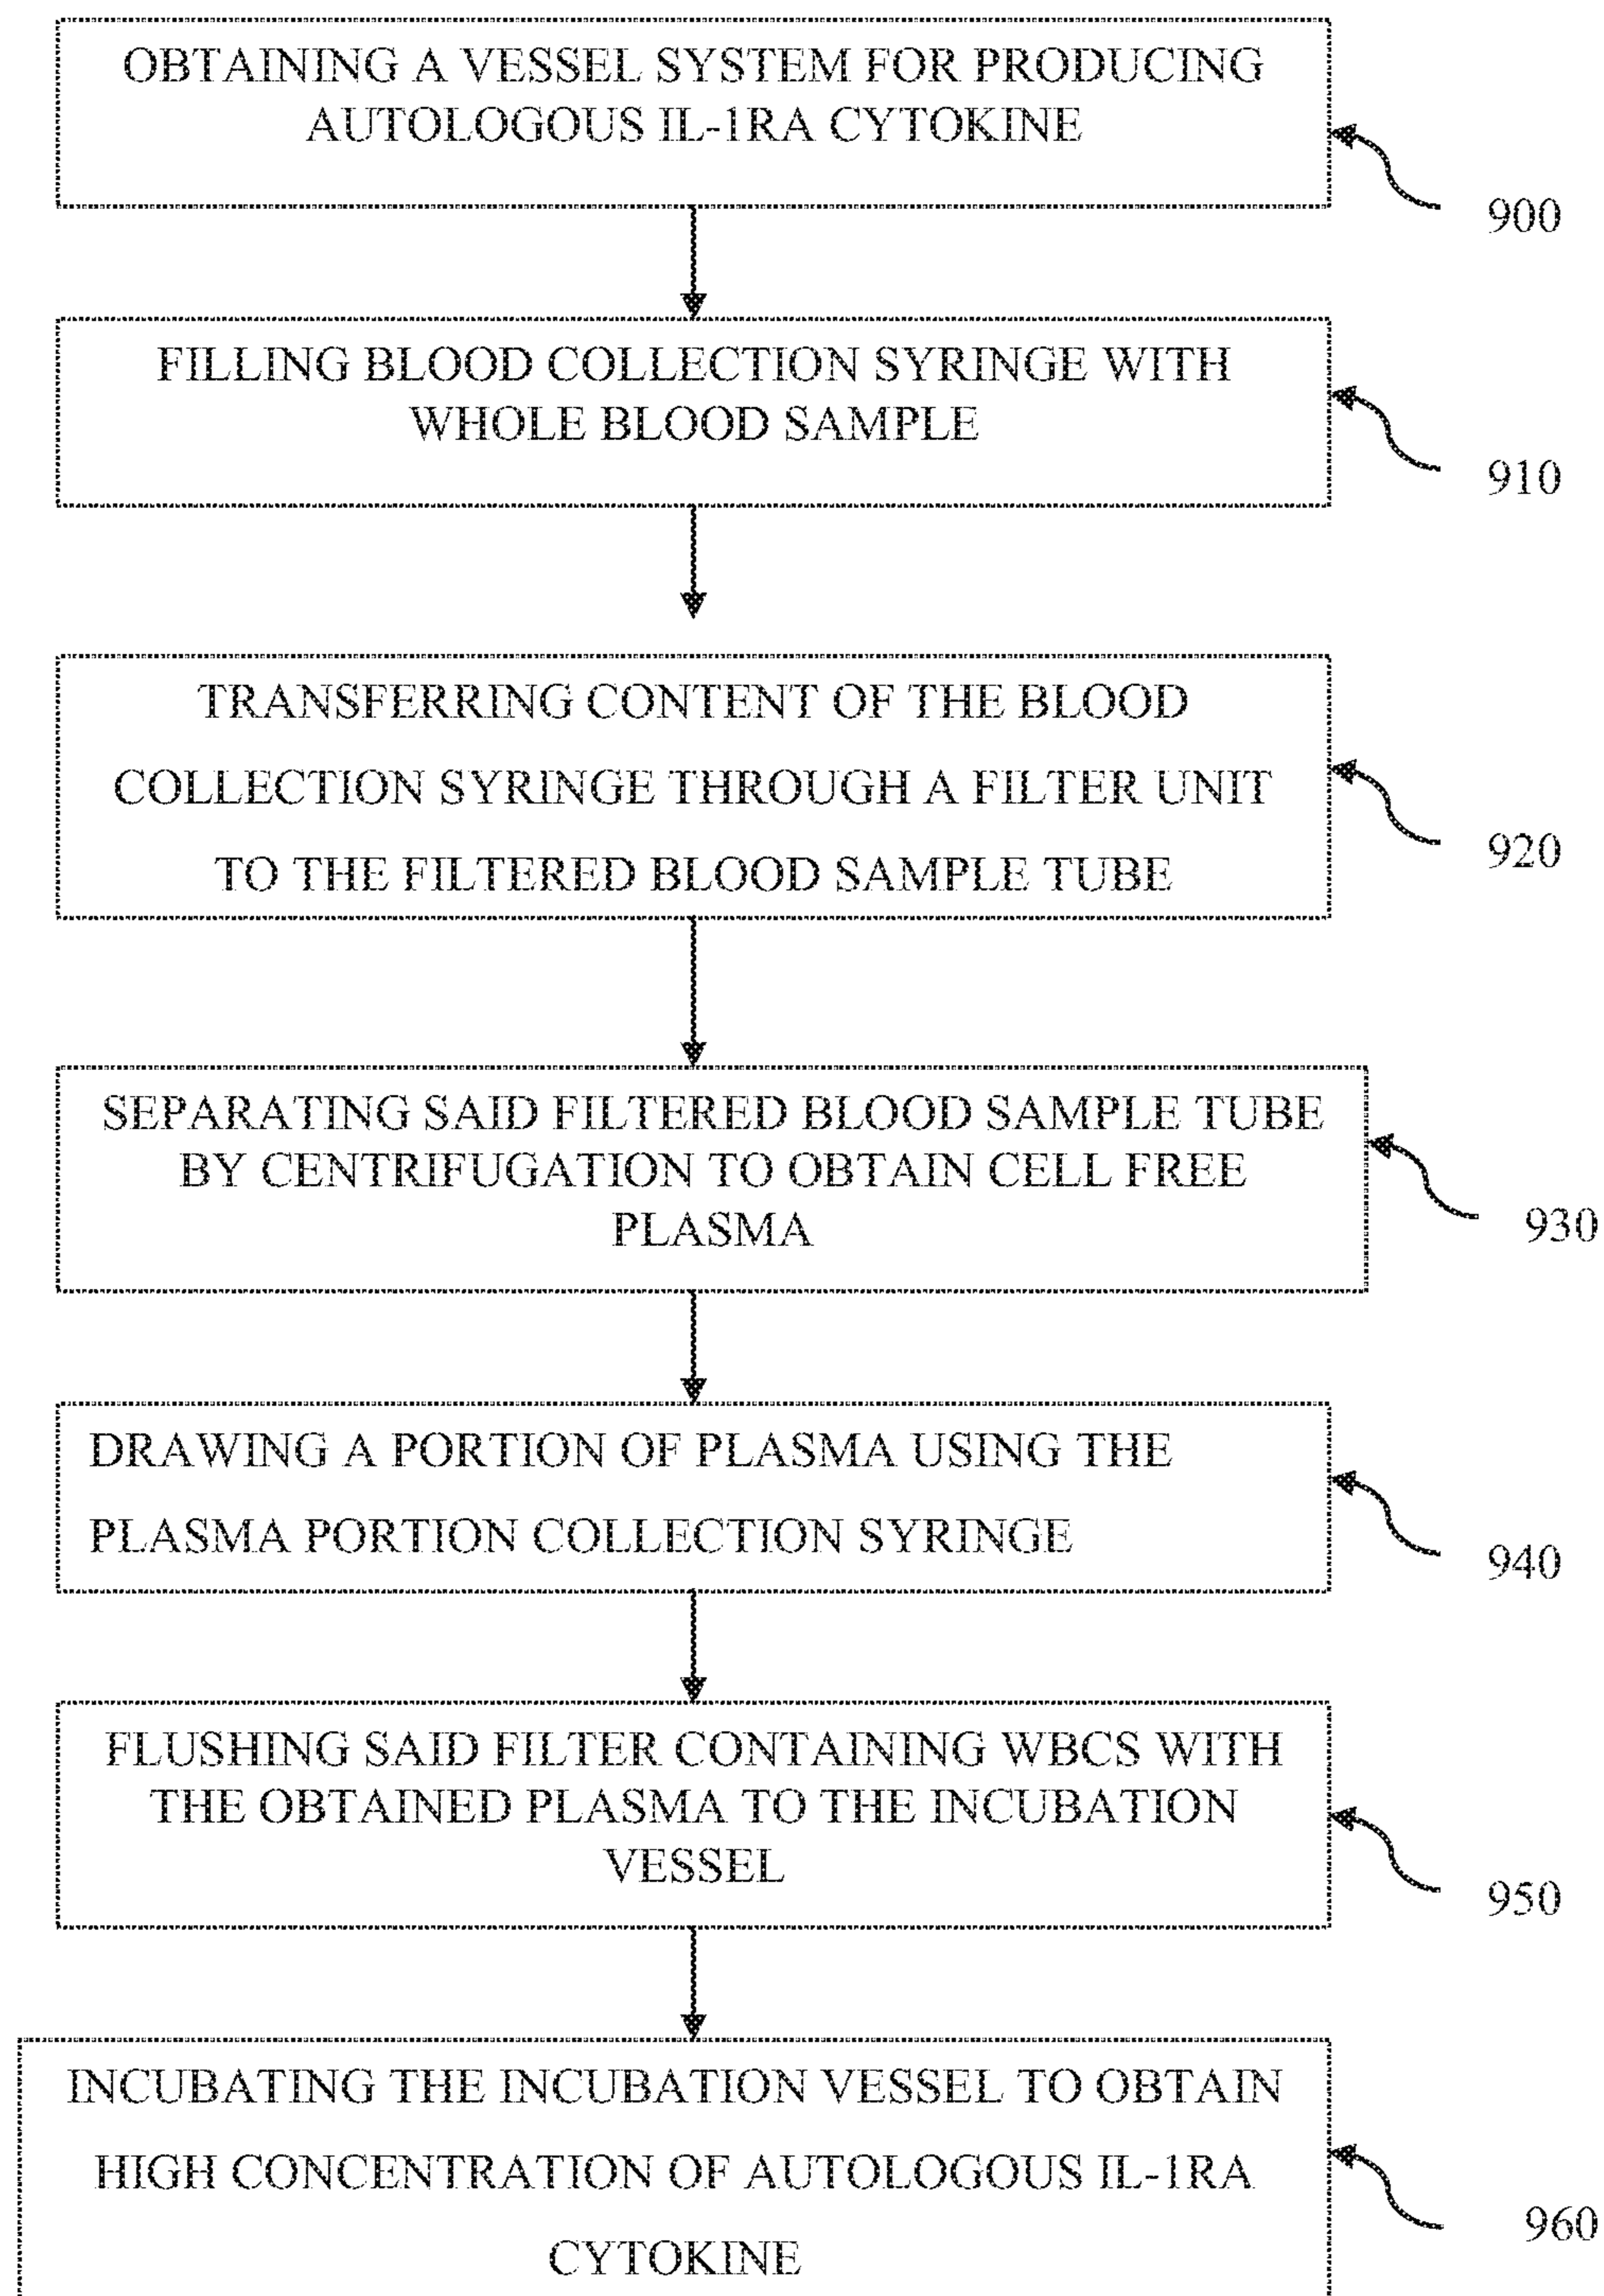 OBTAINING A VESSEL SYSTEM FOR PRODUCING
AUTOLOGOUS IL-1RA CYTOKINE
900
FILLING BLOOD COLLECTION SYRINGE WITH
WHOLE BLOOD SAMPLE
910
TRANSFERRING CONTENT OF THE BLOOD
COLLECTION SYRINGE THROUGH A FILTER UNIT
TO THE FILTERED BLOOD SAMPLE TUBE
920
SEPARATING SAID FILTERED BLOOD SAMPLE TUBE
BY CENTRIFUGATION TO OBTAIN CELL FREE
PLASMA
930
DRAWING A PORTION OF PLASMA USING THE
PLASMA PORTION COLLECTION SYRINGE
940
FLUSHING SAID FILTER CONTAINING WBCS WITH
THE OBTAINED PLASMA TO THE INCUBATION
VESSEL
950
INCUBATING THE INCUBATION VESSEL TO OBTAIN
HIGH CONCENTRATION OF AUTOLOGOUS IL-1RA
CYTOKINE
960